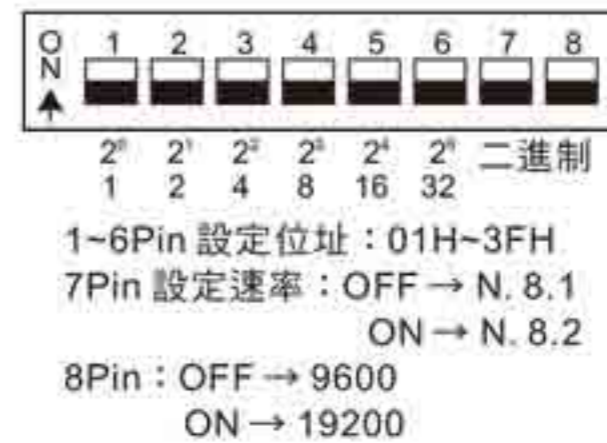 ON↑ 1 2 3 4 5 6 7 8
2⁰ 2¹ 2² 2³ 2⁴ 2⁵ 二進制
1 2 4 8 16 32
1~6Pin 設定位址：01H~3FH
7Pin 設定速率：OFF → N. 8.1
ON → N. 8.2
8Pin：OFF → 9600
ON → 19200